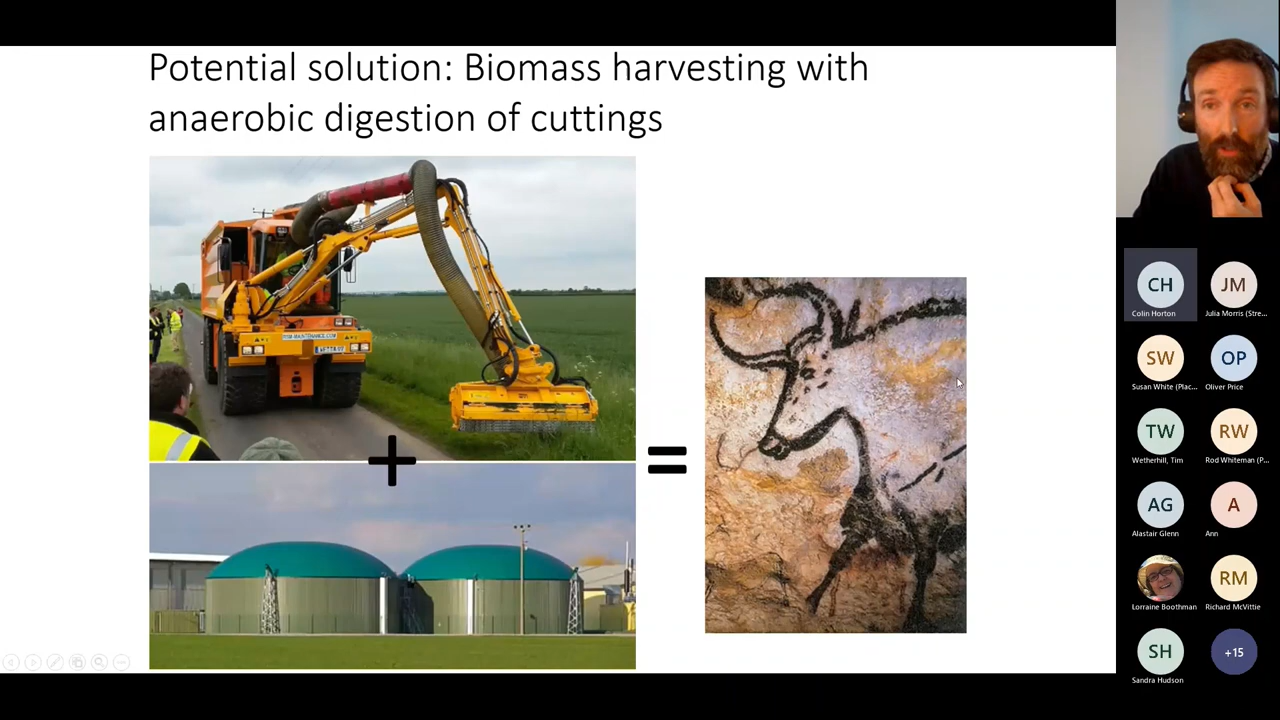 Potential solution: Biomass harvesting with
anaerobic digestion of cuttings
+
=
CH
JM
Colin Horton
Julia Morris (Stre...
SW
OP
Susan White (Plac...
Oliver Price
TW
RW
Wetherhill, Tim
Rod Whiteman (P...
AG
A
Alastair Glenn
Ann
RM
Lorraine Boothman
Richard McVittie
SH
+15
Sandra Hudson